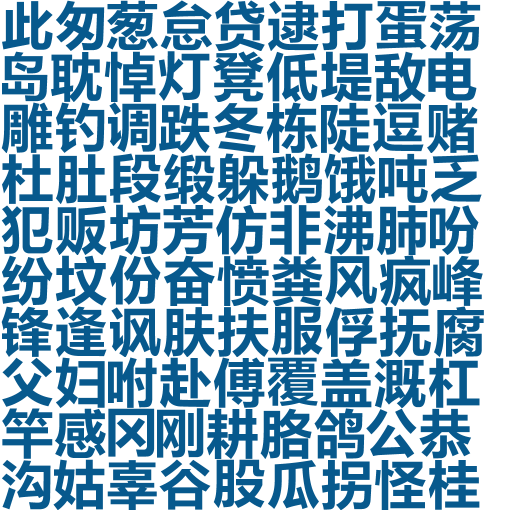 此匆葱怠贷逮打蛋荡
岛耽悼灯凳低堤敌电
雕钓调跌冬栋陡逗赌
杜肚段缎躲鹅饿吨乏
犯贩坊芳仿非沸肺吩
纷坟份奋愤粪风疯峰
锋逢讽肤扶服俘抚腐
父妇咐赴傅覆盖溉杠
竿感冈刚耕胳鸽公恭
沟姑辜谷股瓜拐怪桂